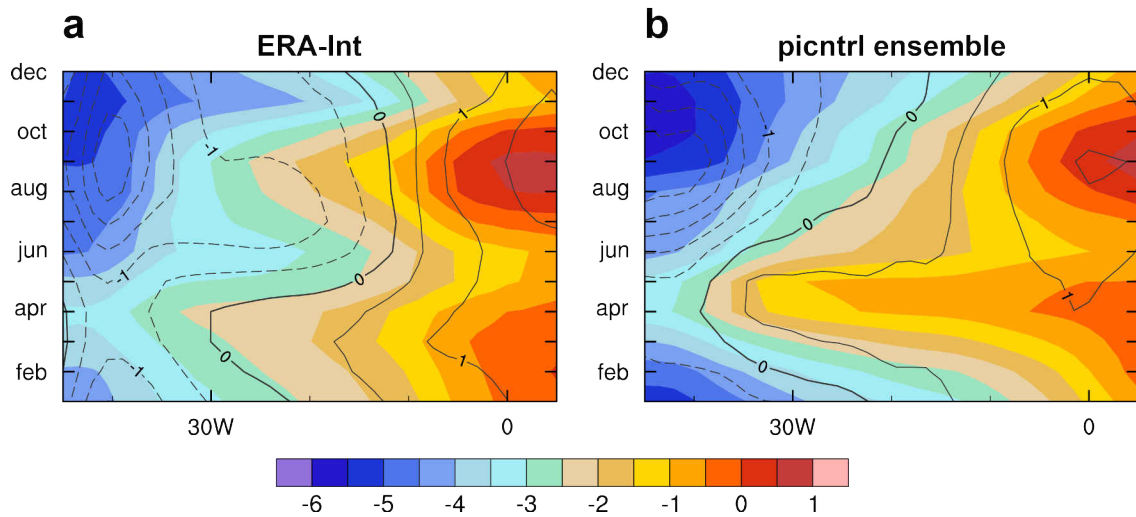 a
ERA-Int
dec
oct
aug
jun
apr
feb
30W
0
1
0
-1
-1
0
0
1
-1
b
picntrl ensemble
dec
oct
aug
jun
apr
feb
30W
0
1
0
1
0
1
0
-6 -5 -4 -3 -2 -1 0 1